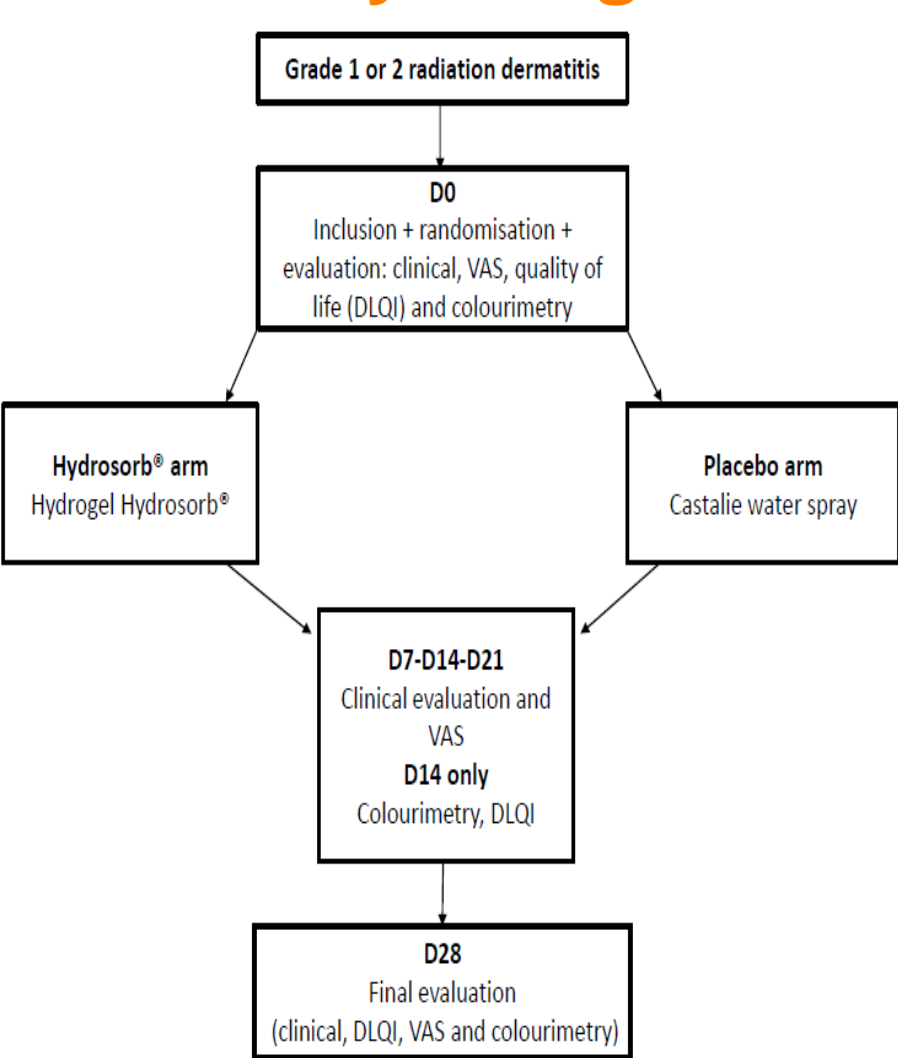 Grade 1 or 2 radiation dermatitis
D0
Inclusion + randomisation +
evaluation: clinical, VAS, quality of
life (DLQI) and colourimetry
Hydrosorb® arm
Hydrogel Hydrosorb®
Placebo arm
Castalie water spray
D7-D14-D21
Clinical evaluation and
VAS
D14 only
Colourimetry, DLQI
D28
Final evaluation
(clinical, DLQI, VAS and colourimetry)